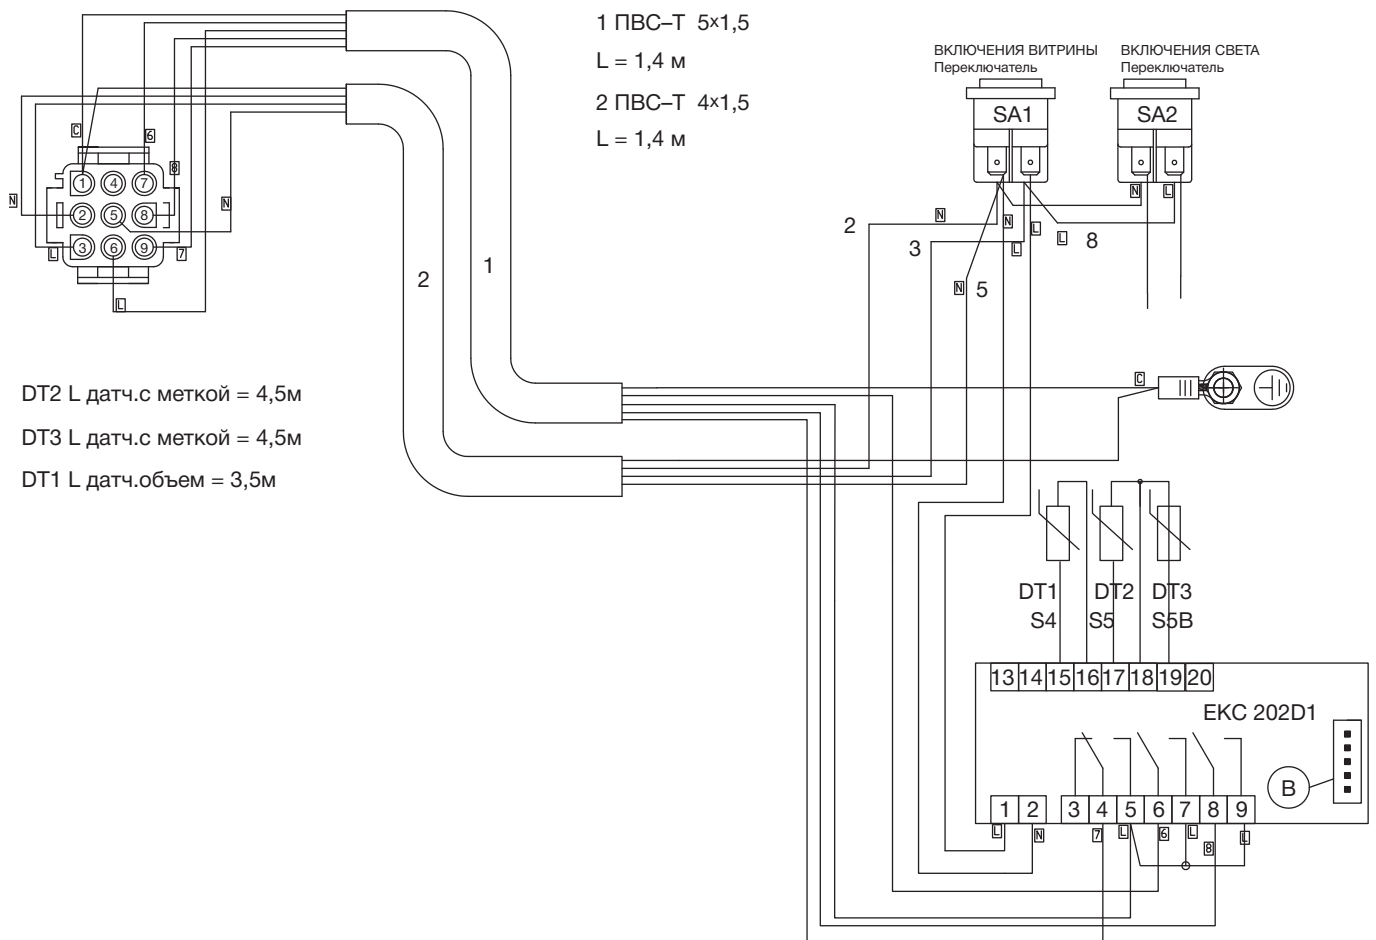 1 ПВС–Т 5x1,5
L = 1,4 м
2 ПВС–Т 4x1,5
L = 1,4 м
ВКЛЮЧЕНИЯ ВИТРИНЫ
Переключатель
ВКЛЮЧЕНИЯ СВЕТА
Переключатель
SA1
SA2
C
6
8
1 4 7
N
2 5 8
N
3 6 9
L
7
L
N
L
2
N
N
L
3
L
L
8
N
5
1
2
C
DT2 L датч.с меткой = 4,5м
DT3 L датч.с меткой = 4,5м
DT1 L датч.объем = 3,5м
DT1
S4
DT2
S5
DT3
S5B
13 14 15 16 17 18 19 20
EKC 202D1
B
1 2 3 4 5 6 7 8 9
L
N
7
L
6
L
8
L